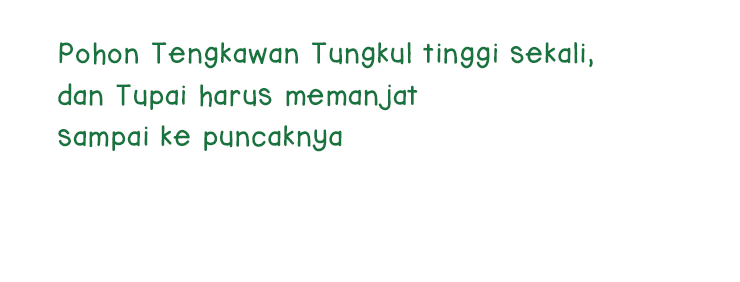 Pohon Tengkawan Tungkul tinggi sekali,
dan Tupai harus memanjat
sampai ke puncaknya